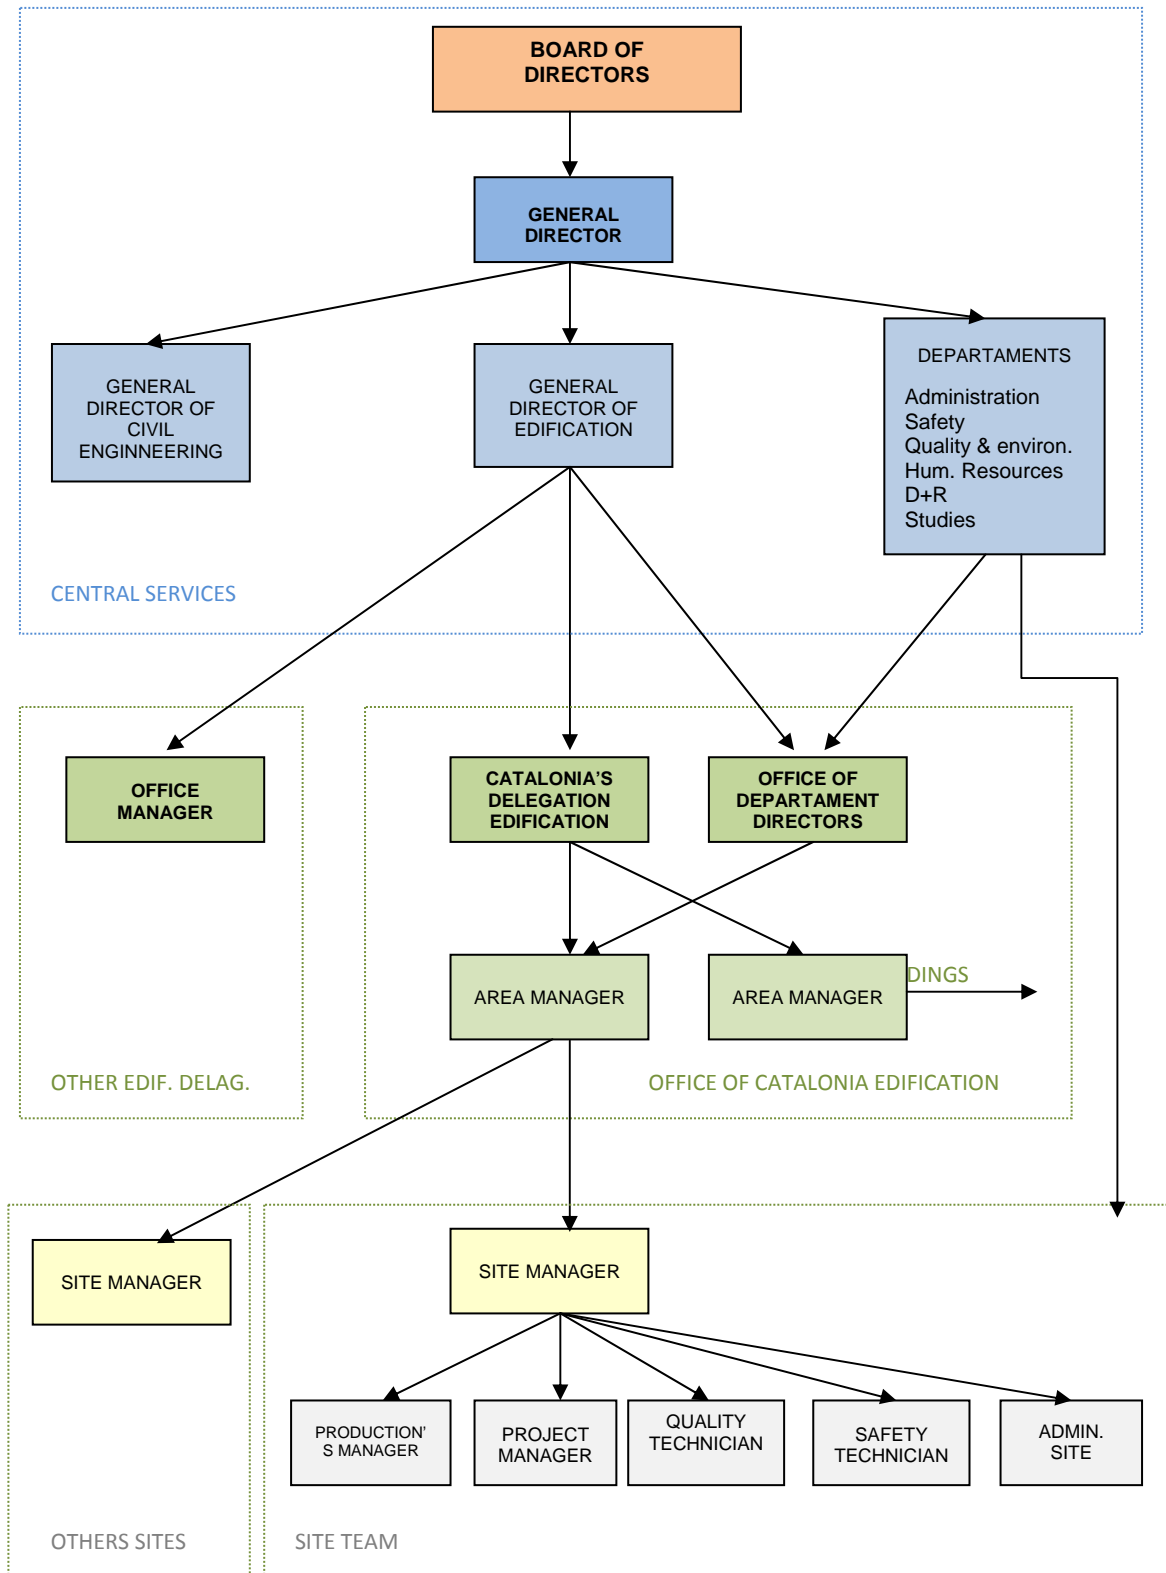 BOARD OF
DIRECTORS
GENERAL
DIRECTOR
GENERAL
DIRECTOR OF
CIVIL
ENGINNEERING
GENERAL
DIRECTOR OF
EDIFICATION
DEPARTAMENTS
Administration
Safety
Quality & environ.
Hum. Resources
D+R
Studies
CENTRAL SERVICES
OFFICE
MANAGER
CATALONIA'S
DELEGATION
EDIFICATION
OFFICE OF
DEPARTAMENT
DIRECTORS
AREA MANAGER
AREA MANAGER
DINGS
OTHER EDIF. DELAG.
OFFICE OF CATALONIA EDIFICATION
SITE MANAGER
SITE MANAGER
PRODUCTION'
S MANAGER
PROJECT
MANAGER
QUALITY
TECHNICIAN
SAFETY
TECHNICIAN
ADMIN.
SITE
OTHERS SITES
SITE TEAM